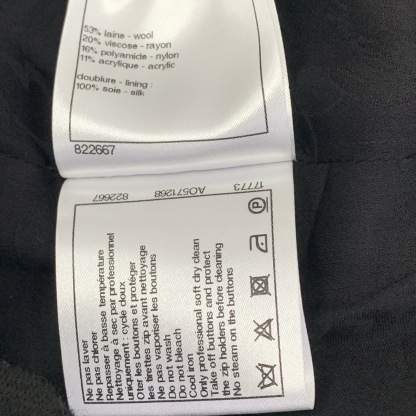 53% laine - wool
20% viscose - rayon
16% polyamide - nylon
11% acrylique - acrylic
doublure - lining :
100% soie - silk
822667
822667 AO571268 17773
Ne pas laver
Ne pas chlorer
Repasser à basse température
Nettoyage à sec par professionnel
uniquement : cycle doux
Oter les boutons et protéger
les tirettes zip avant nettoyage
Ne pas vaporiser les boutons
Do not wash
Do not bleach
Cool iron
Only professional soft dry clean
Take off buttons and protect
the zip holders before cleaning
No steam on the buttons
P